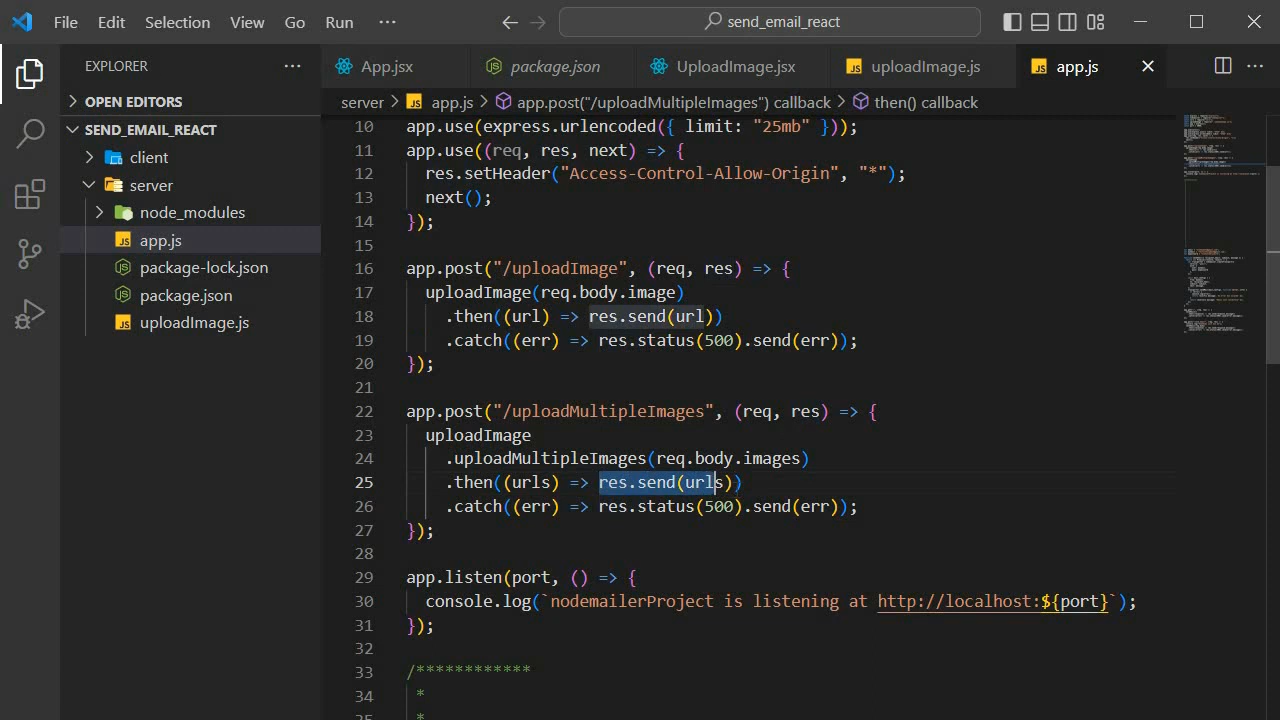 File Edit Selection View Go Run ··· send_email_react
EXPLORER ···
App.jsx package.json UploadImage.jsx uploadImage.js app.js ···
OPEN EDITORS
SEND_EMAIL_REACT
client
server
node_modules
app.js
package-lock.json
package.json
uploadImage.js
server > JS app.js > app.post("/uploadMultipleImages") callback > then() callback
10 app.use(express.urlencoded({ limit: "25mb" }));
11 app.use((req, res, next) => {
12 res.setHeader("Access-Control-Allow-Origin", "*");
13 next();
14 });
15
16 app.post("/uploadImage", (req, res) => {
17 uploadImage(req.body.image)
18 .then((url) => res.send(url))
19 .catch((err) => res.status(500).send(err));
20 });
21
22 app.post("/uploadMultipleImages", (req, res) => {
23 uploadImage
24 .uploadMultipleImages(req.body.images)
25 .then((urls) => res.send(urls))
26 .catch((err) => res.status(500).send(err));
27 });
28
29 app.listen(port, () => {
30 console.log(`nodemailerProject is listening at http://localhost:${port}`);
31 });
32
33 /************
34 *